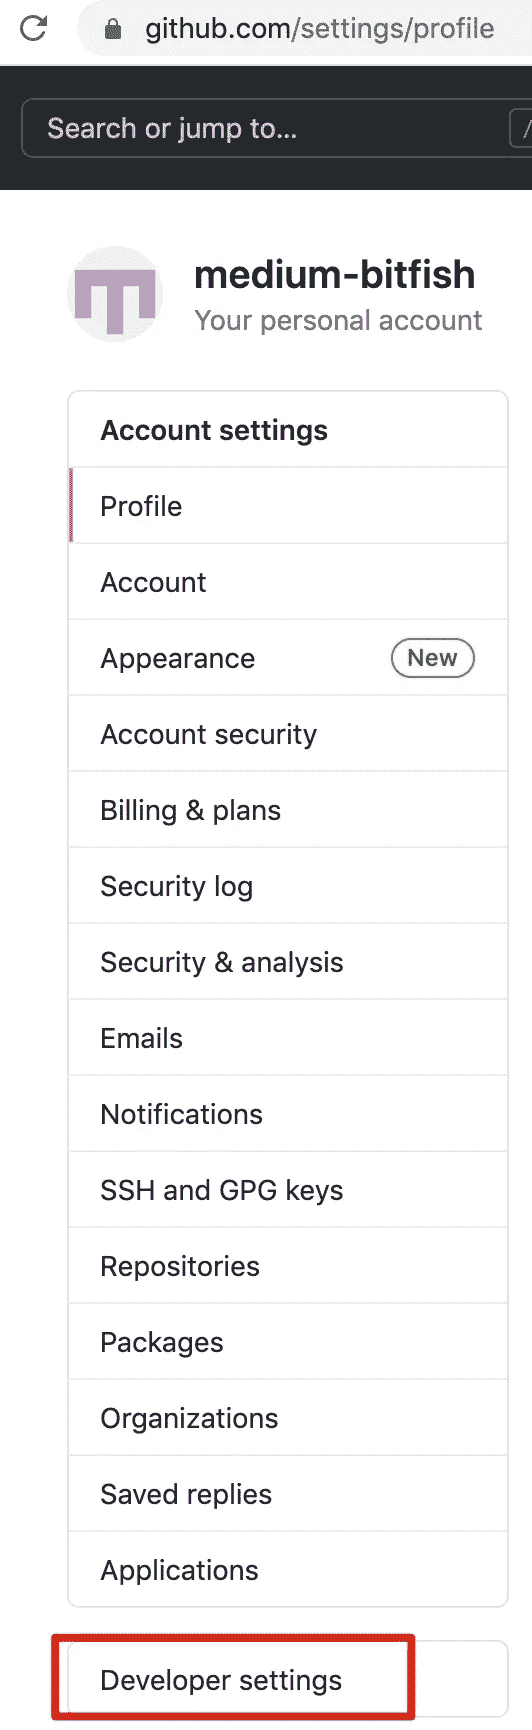 github.com/settings/profile
Search or jump to...
/
medium-bitfish
Your personal account
Account settings
Profile
Account
Appearance New
Account security
Billing & plans
Security log
Security & analysis
Emails
Notifications
SSH and GPG keys
Repositories
Packages
Organizations
Saved replies
Applications
Developer settings